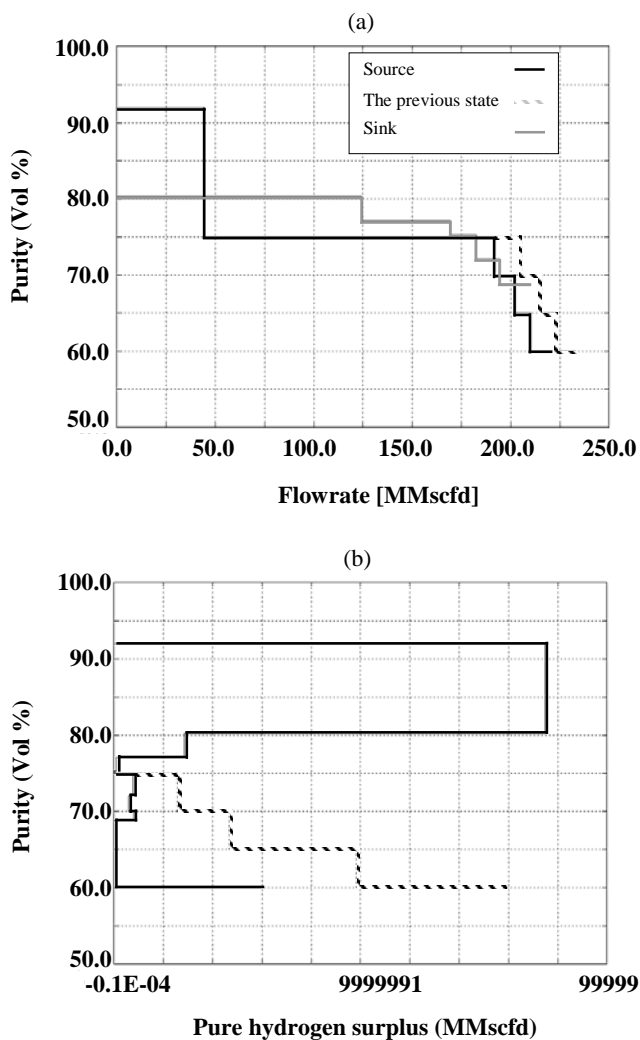 (a)
100.0
90.0
80.0
70.0
60.0
50.0
Purity (Vol %)
Source
The previous state
Sink
0.0 50.0 100.0 150.0 200.0 250.0
Flowrate [MMscfd]
(b)
100.0
90.0
80.0
70.0
60.0
50.0
Purity (Vol %)
-0.1E-04 9999991 99999
Pure hydrogen surplus (MMscfd)